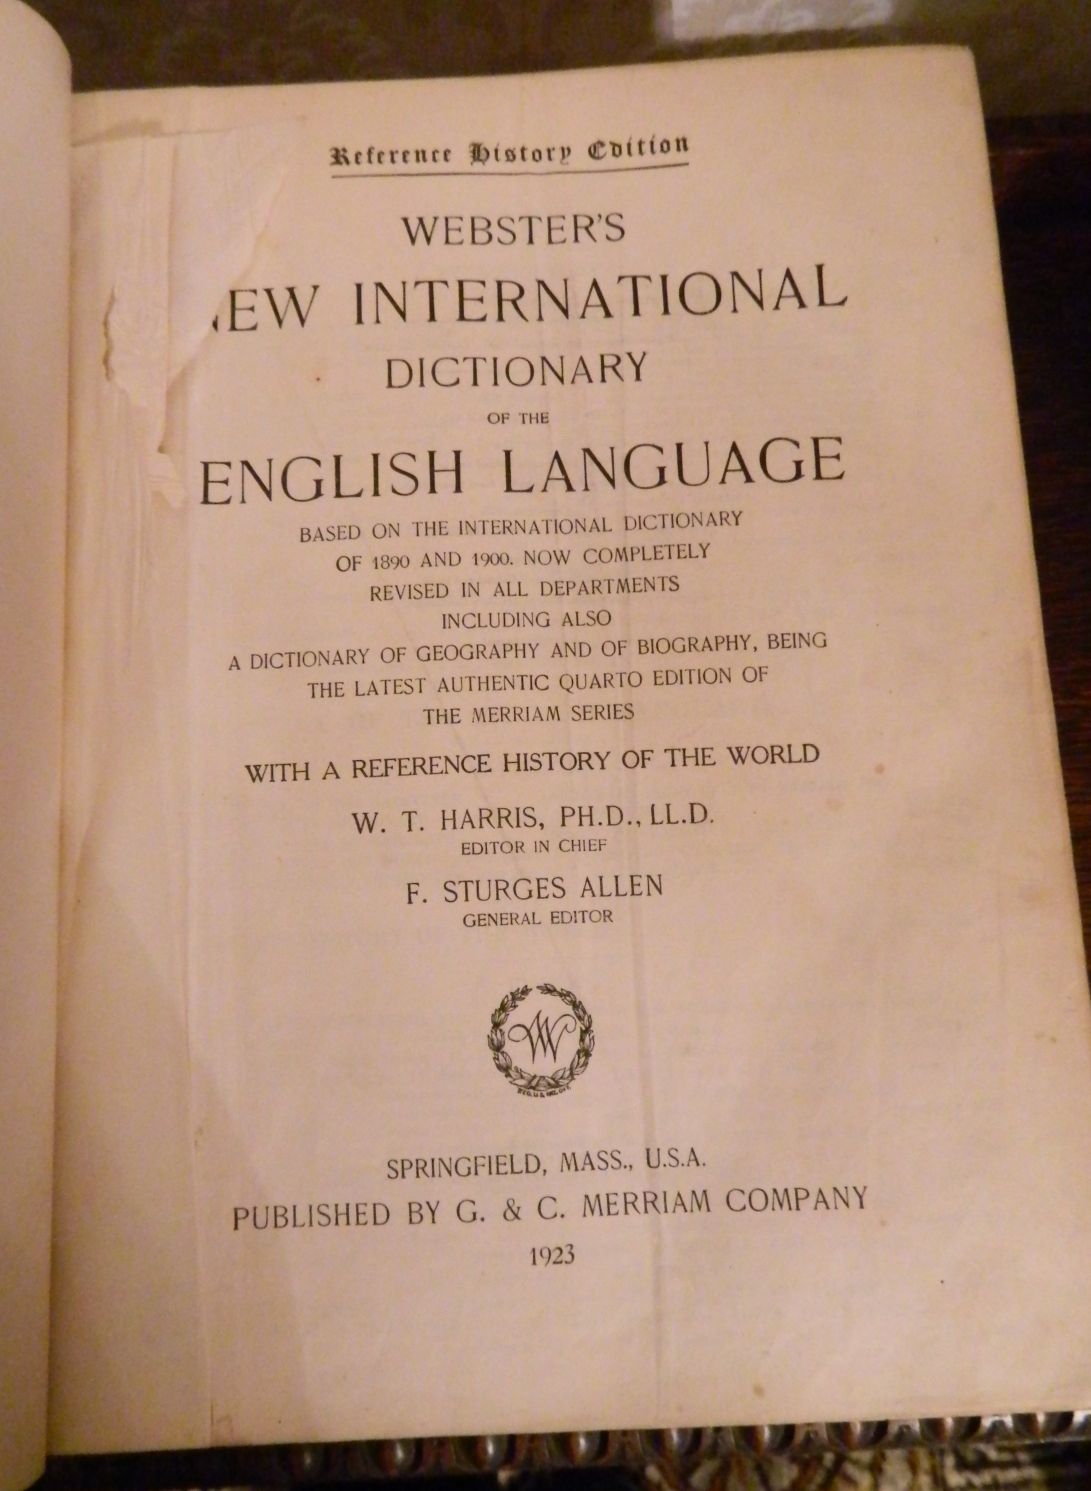 Reference History Edition
WEBSTER'S
EW INTERNATIONAL
DICTIONARY
OF THE
ENGLISH LANGUAGE
BASED ON THE INTERNATIONAL DICTIONARY
OF 1890 AND 1900. NOW COMPLETELY
REVISED IN ALL DEPARTMENTS
INCLUDING ALSO
A DICTIONARY OF GEOGRAPHY AND OF BIOGRAPHY, BEING
THE LATEST AUTHENTIC QUARTO EDITION OF
THE MERRIAM SERIES
WITH A REFERENCE HISTORY OF THE WORLD
W. T. HARRIS, PH.D., LL.D.
EDITOR IN CHIEF
F. STURGES ALLEN
GENERAL EDITOR
W
REG. U.S. PAT. OFF.
SPRINGFIELD, MASS., U.S.A.
PUBLISHED BY G. & C. MERRIAM COMPANY
1923